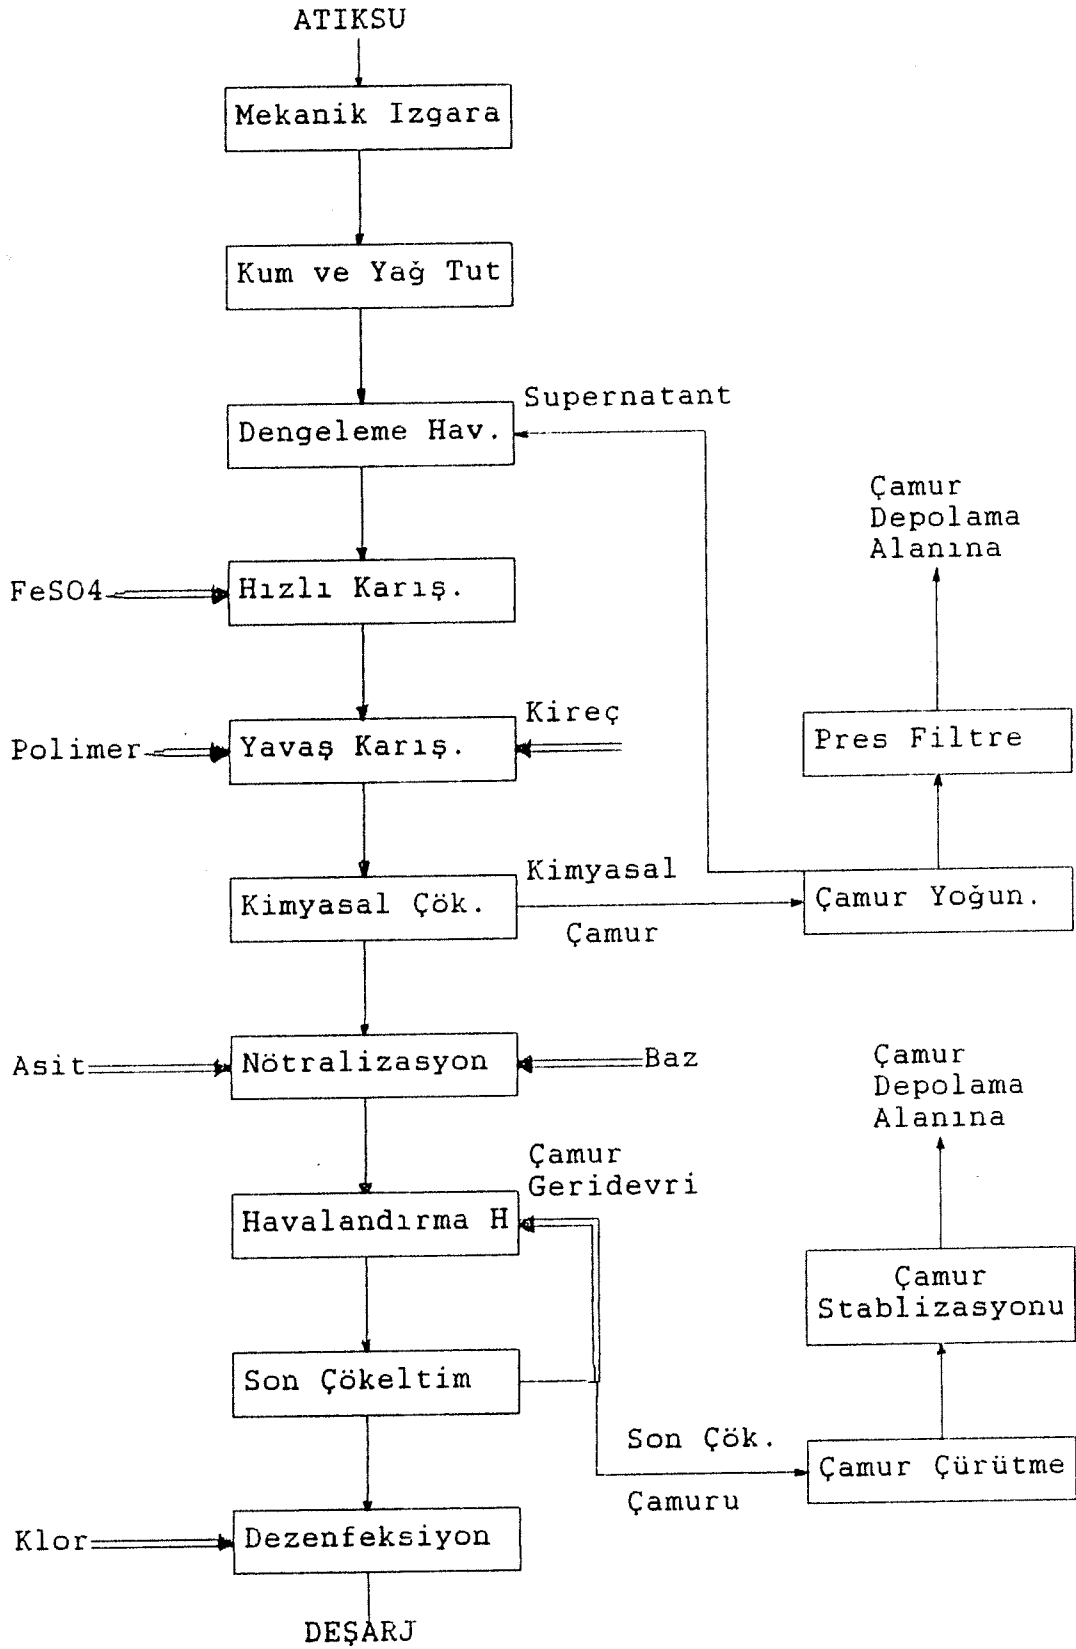 ATIKSU
Mekanik Izgara
Kum ve Yağ Tut
Supernatant
Dengeleme Hav.
Çamur
Depolama
Alanına
FeSO4
Hızlı Karış.
Kireç
Polimer
Yavaş Karış.
Pres Filtre
Kimyasal
Kimyasal Çök.
Çamur
Çamur Yoğun.
Asit
Nötralizasyon
Baz
Çamur
Depolama
Alanına
Çamur
Geridevri
Havalandırma H
Çamur
Stablizasyonu
Son Çökeltim
Son Çök.
Çamuru
Çamur Çürütme
Klor
Dezenfeksiyon
DEŞARJ